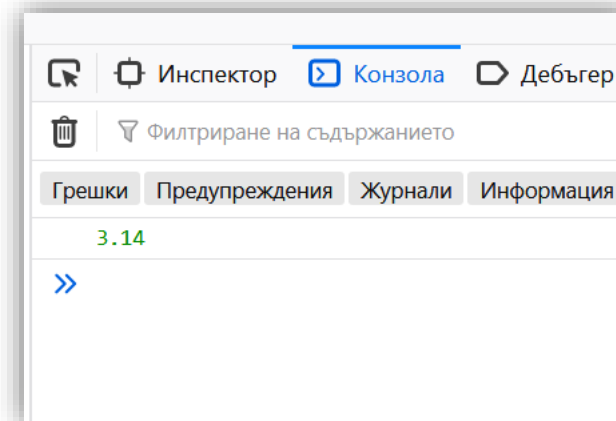 Инспектор Конзола Дебъгер
Филтриране на съдържанието
Грешки Предупреждения Журнали Информация
3.14